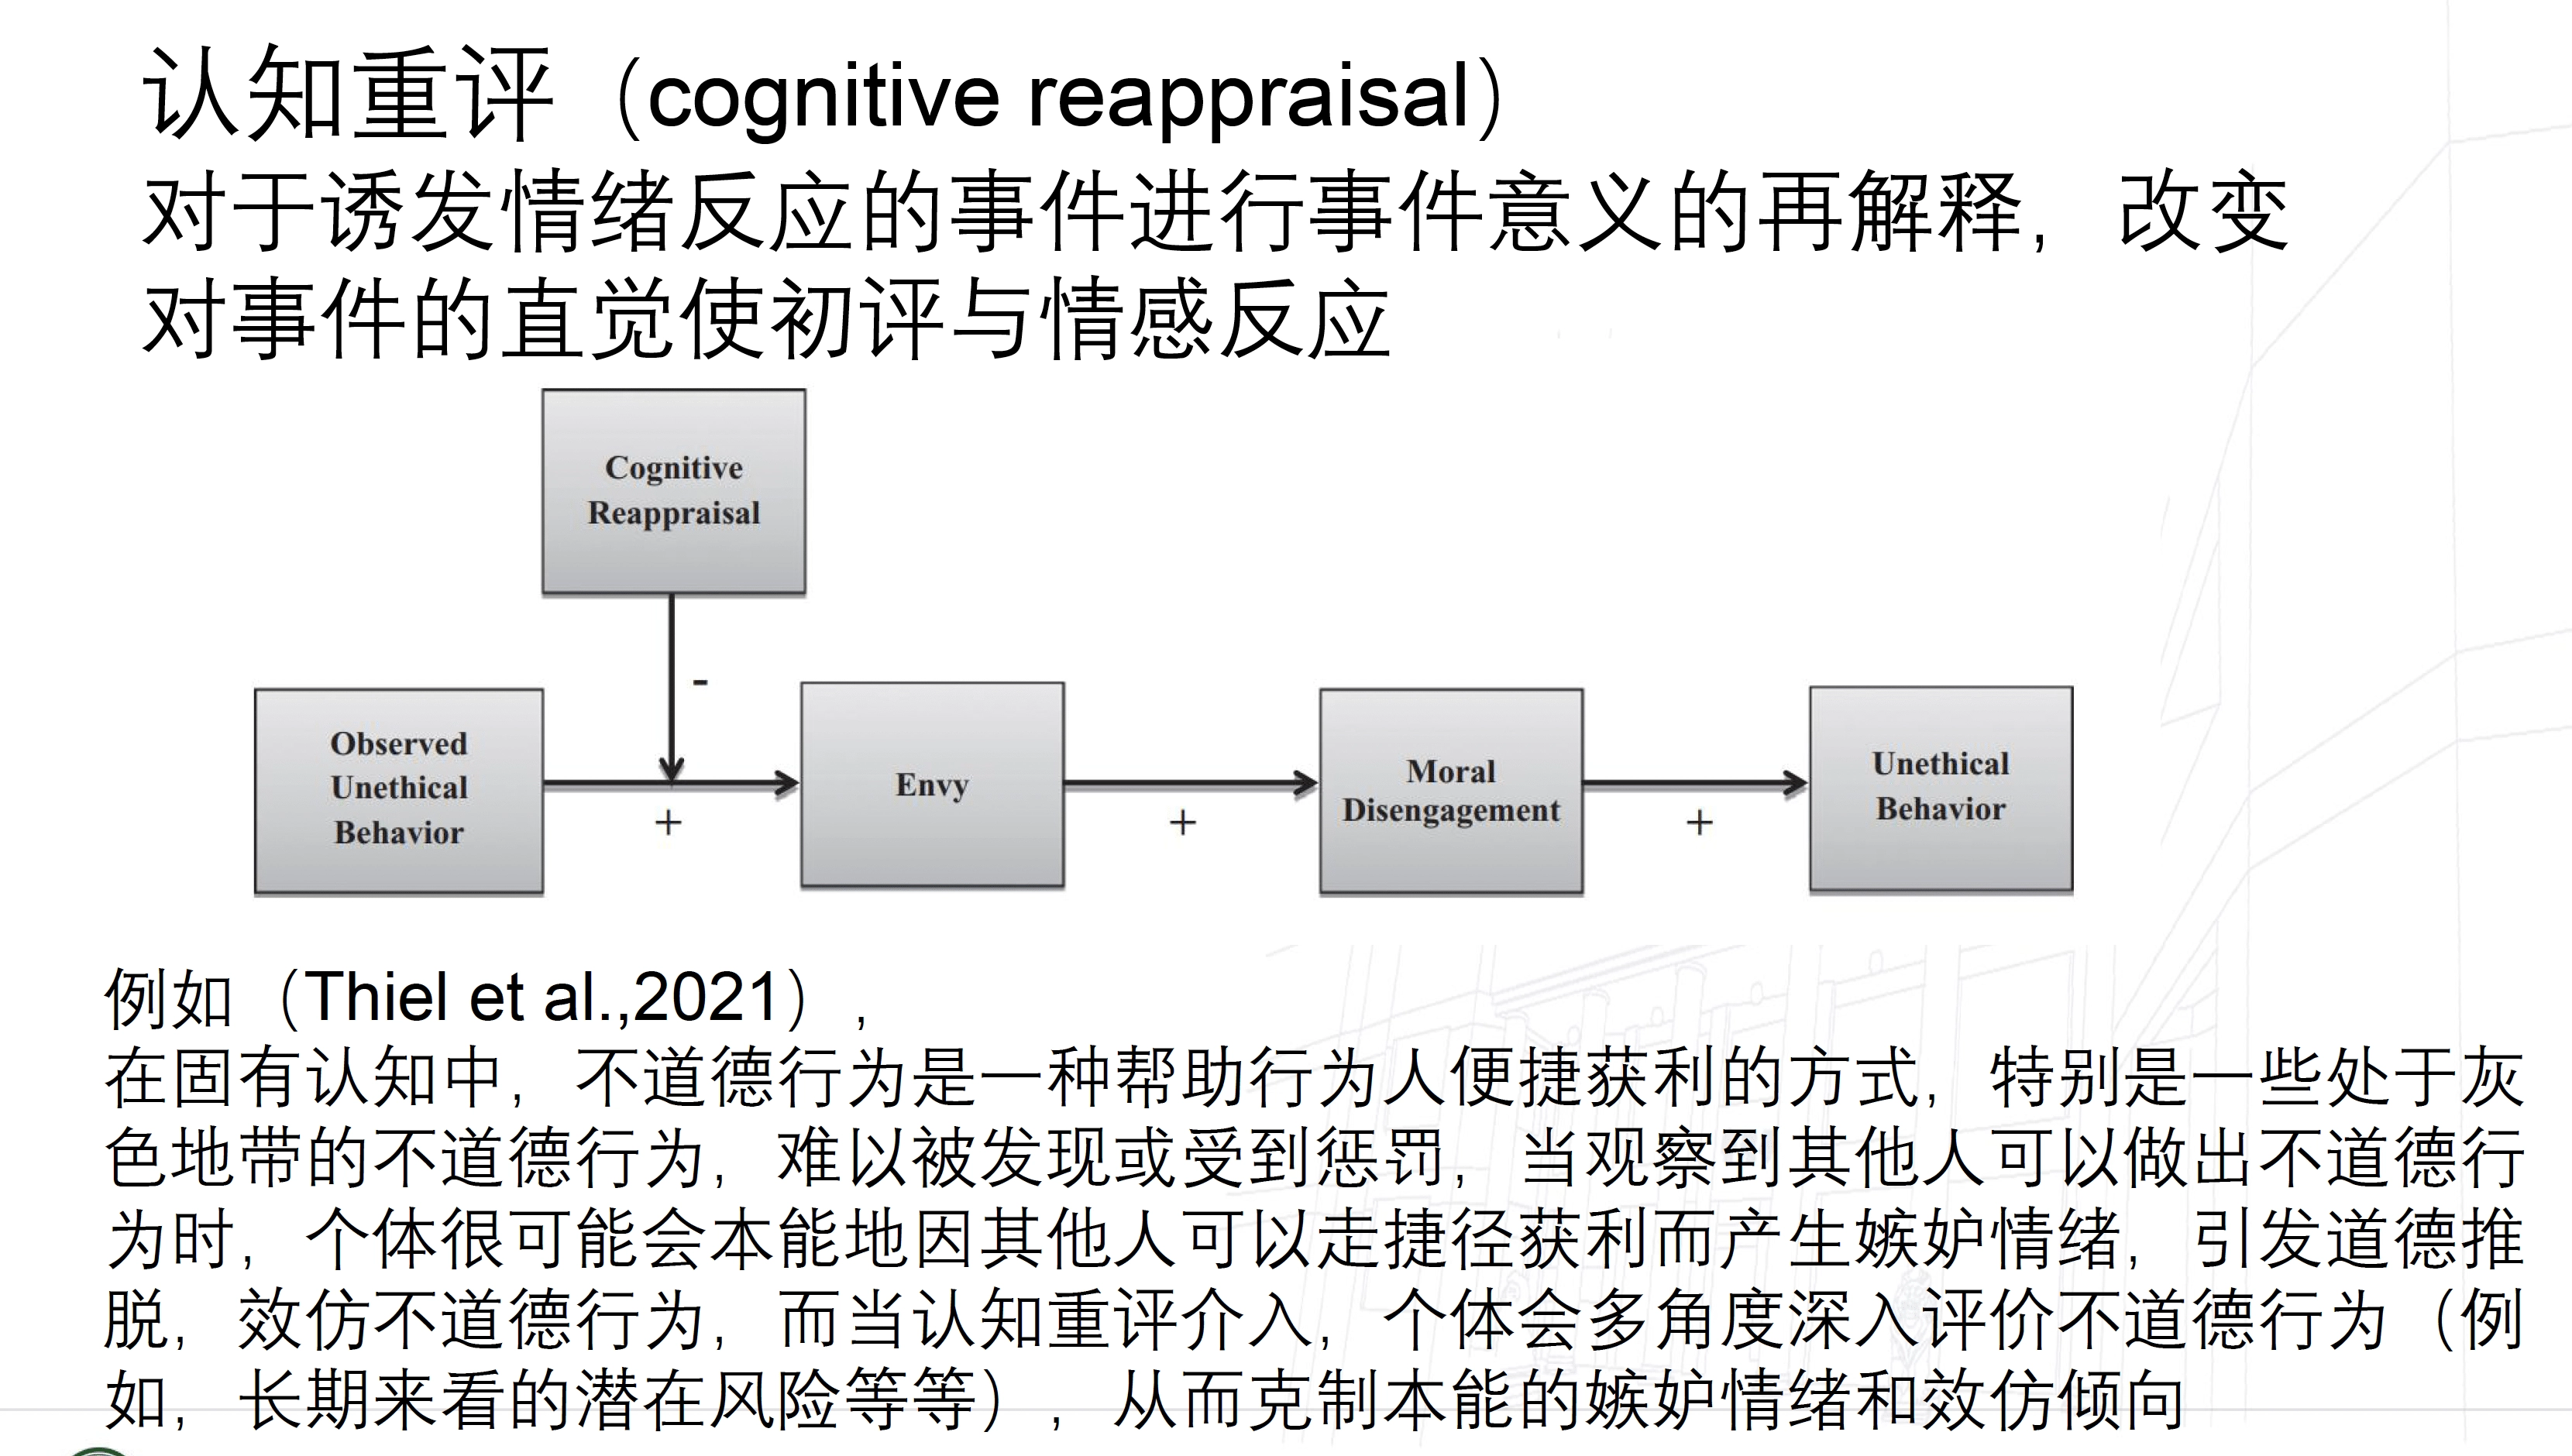 认知重评（cognitive reappraisal）
对于诱发情绪反应的事件进行事件意义的再解释，改变
对事件的直觉使初评与情感反应
Cognitive
Reappraisal
-
Observed
Unethical
Behavior
+
Envy
+
Moral
Disengagement
+
Unethical
Behavior
例如（Thiel et al.,2021），
在固有认知中，不道德行为是一种帮助行为人便捷获利的方式，特别是一些处于灰
色地带的不道德行为，难以被发现或受到惩罚，当观察到其他人可以做出不道德行
为时，个体很可能会本能地因其他人可以走捷径获利而产生嫉妒情绪，引发道德推
脱，效仿不道德行为，而当认知重评介入，个体会多角度深入评价不道德行为（例
如，长期来看的潜在风险等等），从而克制本能的嫉妒情绪和效仿倾向